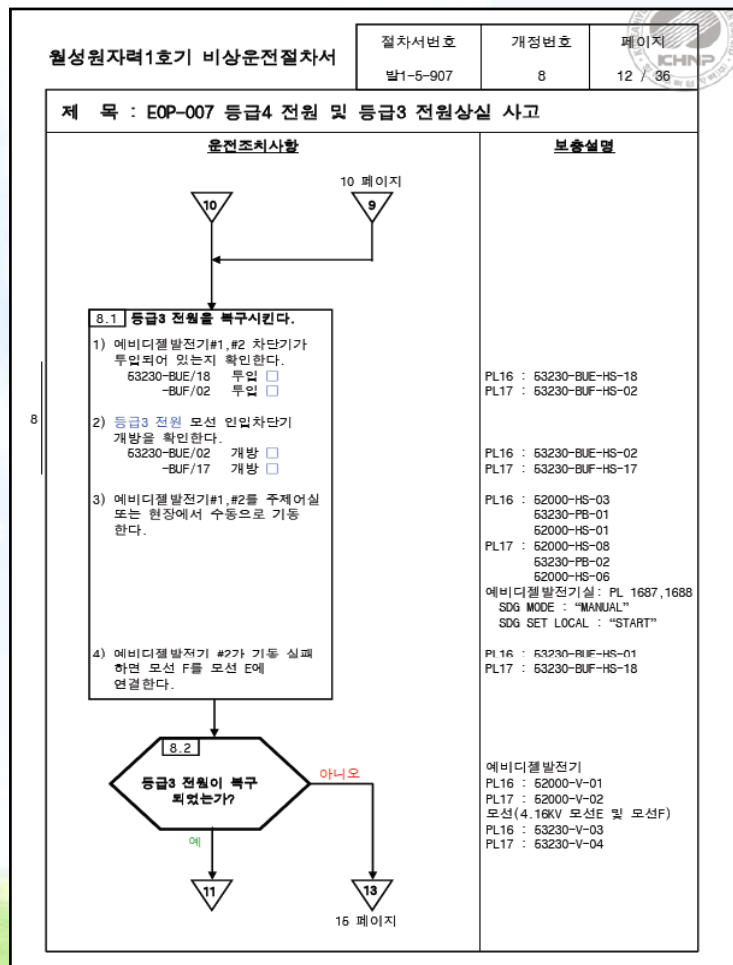 월성원자력1호기 비상운전절차서
절차서번호 개정번호 페이지
발1-5-907 8 12 / 36
KHNP
제 목 : EOP-007 등급4 전원 및 등급3 전원상실 사고
운전조치사항 보충설명
10 페이지
10 9
8.1 등급3 전원을 복구시킨다.
1) 예비디젤발전기#1,#2 차단기가
투입되어 있는지 확인한다.
53230-BUE/18 투입 □ PL16 : 53230-BUE-HS-18
-BUF/02 투입 □ PL17 : 53230-BUF-HS-02
8
2) 등급3 전원 모선 인입차단기
개방을 확인한다.
53230-BUE/02 개방 □ PL16 : 53230-BUE-HS-02
-BUF/17 개방 □ PL17 : 53230-BUF-HS-17
3) 예비디젤발전기#1,#2를 주제어실 PL16 : 52000-HS-03
또는 현장에서 수동으로 기동 53230-PB-01
한다. 52000-HS-01
PL17 : 52000-HS-08
53230-PB-02
52000-HS-06
예비디젤발전기실: PL 1687,1688
SDG MODE : “MANUAL”
SDG SET LOCAL : “START”
4) 예비디젤발전기 #2가 기동 실패 PL16 : 53230-BUE-HS-01
하면 모선 F를 모선 E에 PL17 : 53230-BUF-HS-18
연결한다.
8.2
등급3 전원이 복구
되었는가?
아니오
예
예비디젤발전기
PL16 : 52000-V-01
PL17 : 52000-V-02
모선(4.16KV 모선E 및 모선F)
PL16 : 53230-V-03
PL17 : 53230-V-04
11 13
15 페이지